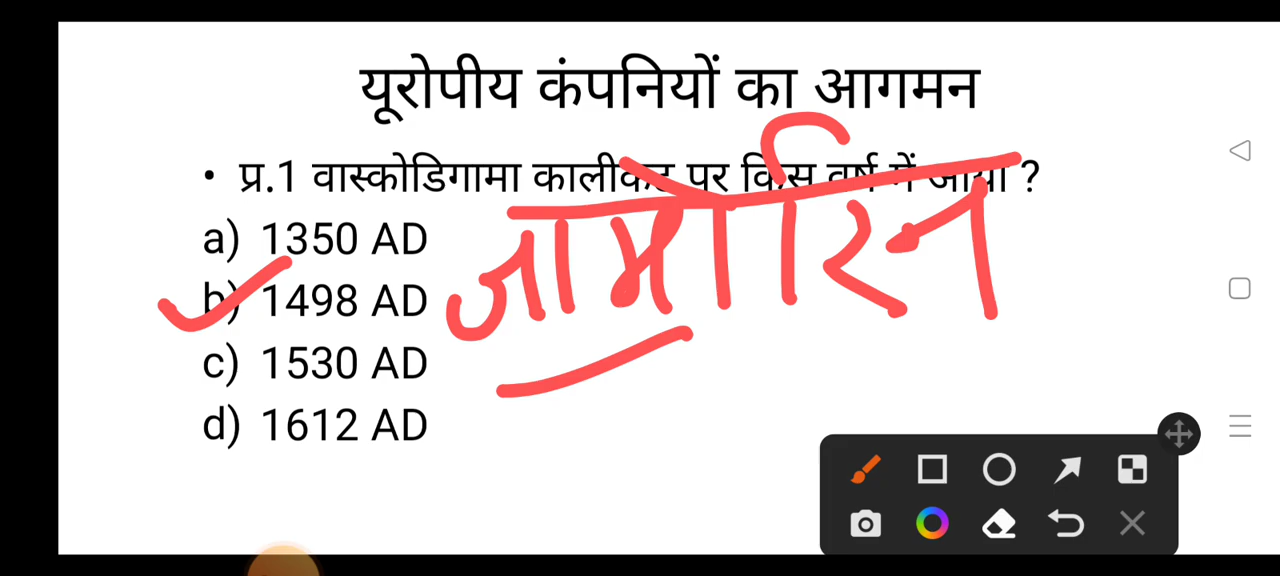 यूरोपीय कंपनियों का आगमन
• प्र.1 वास्कोडिगामा कालीकट पर किस वर्ष में आया ?
a) 1350 AD
b) 1498 AD
जामोरिन
c) 1530 AD
d) 1612 AD